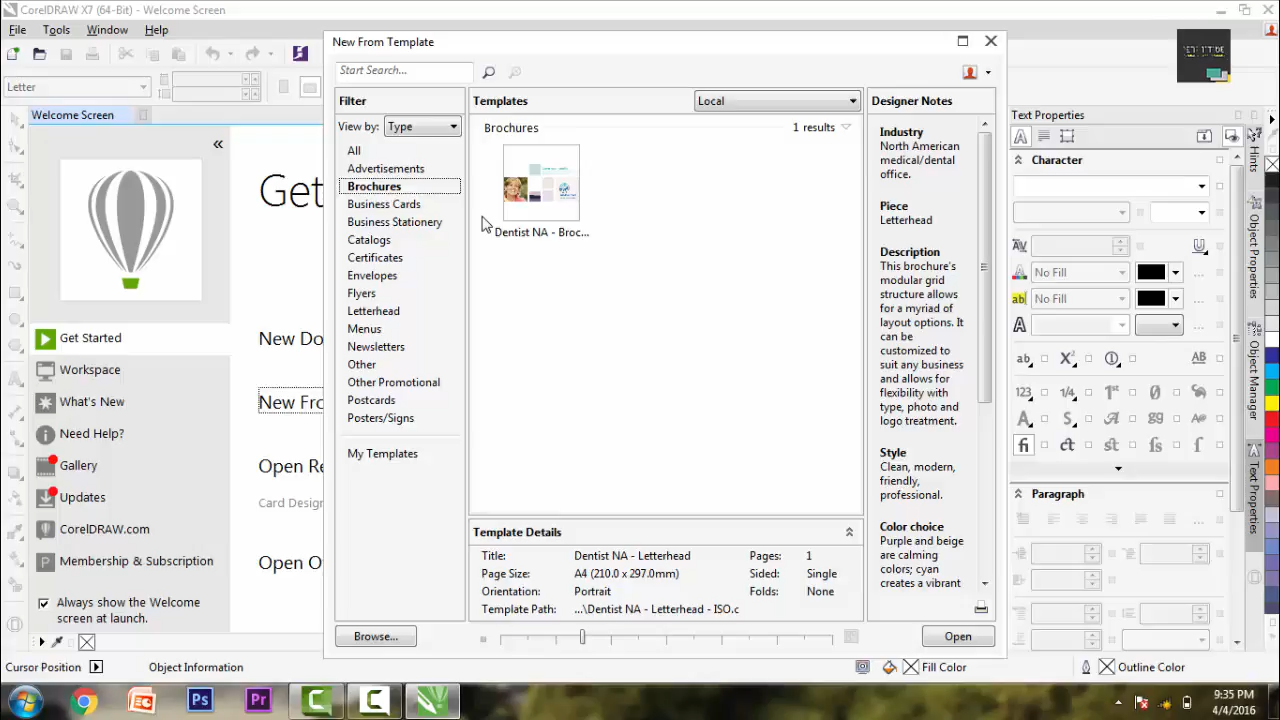 CorelDRAW X7 (64-Bit) - Welcome Screen
File Tools Window Help
Letter
Welcome Screen
«
Get
Get Started
Workspace
What's New
Need Help?
Gallery
Updates
CorelDRAW.com
Membership & Subscription
Always show the Welcome
screen at launch.
New Do
New Fro
Open Re
Card Design
Open O
New From Template
Start Search...
Filter
View by: Type
All
Advertisements
Brochures
Business Cards
Business Stationery
Catalogs
Certificates
Envelopes
Flyers
Letterhead
Menus
Newsletters
Other
Other Promotional
Postcards
Posters/Signs
My Templates
Browse...
Templates
Local
Brochures
1 results
Dentist NA - Broc...
Template Details
Title: Dentist NA - Letterhead
Pages: 1
Page Size: A4 (210.0 x 297.0mm)
Sided: Single
Orientation: Portrait
Folds: None
Template Path: ...\Dentist NA - Letterhead - ISO.c
Open
Designer Notes
Industry
North American
medical/dental
office.
Piece
Letterhead
Description
This brochure's
modular grid
structure allows
for a myriad of
layout options. It
can be
customized to
suit any business
and allows for
flexibility with
type, photo and
logo treatment.
Style
Clean, modern,
friendly,
professional.
Color choice
Purple and beige
are calming
colors; cyan
creates a vibrant
Text Properties
Character
No Fill
No Fill
Paragraph
Hints
Object Properties
Object Manager
Text Properties
Cursor Position
Object Information
Fill Color
Outline Color
Ps
Pr
9:35 PM
4/4/2016